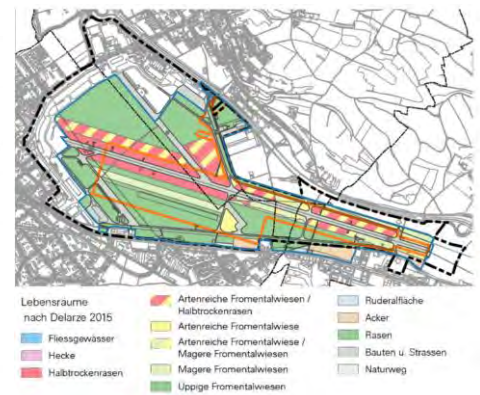 Lebensräume
nach Delarze 2015
Fliessgewässer
Hecke
Halbtrockenrasen
Artenreiche Fromentalwiesen /
Halbtrockenrasen
Artenreiche Fromentalwiese
Artenreiche Fromentalwiese /
Magere Fromentalwiesen
Magere Fromentalwiesen
Üppige Fromentalwiesen
Ruderalfläche
Acker
Rasen
Bauten u. Strassen
Naturweg